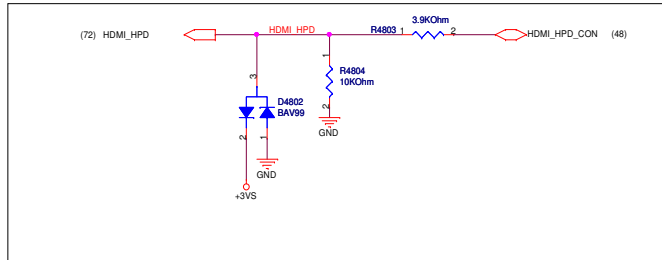 3.9KOhm
(72) HDMI_HPD
HDMI_HPD
R4803 1 2
HDMI_HPD_CON (48)
3
1
R4804
10KOhm
D4802
BAV99
2
GND
2
1
GND
+3VS